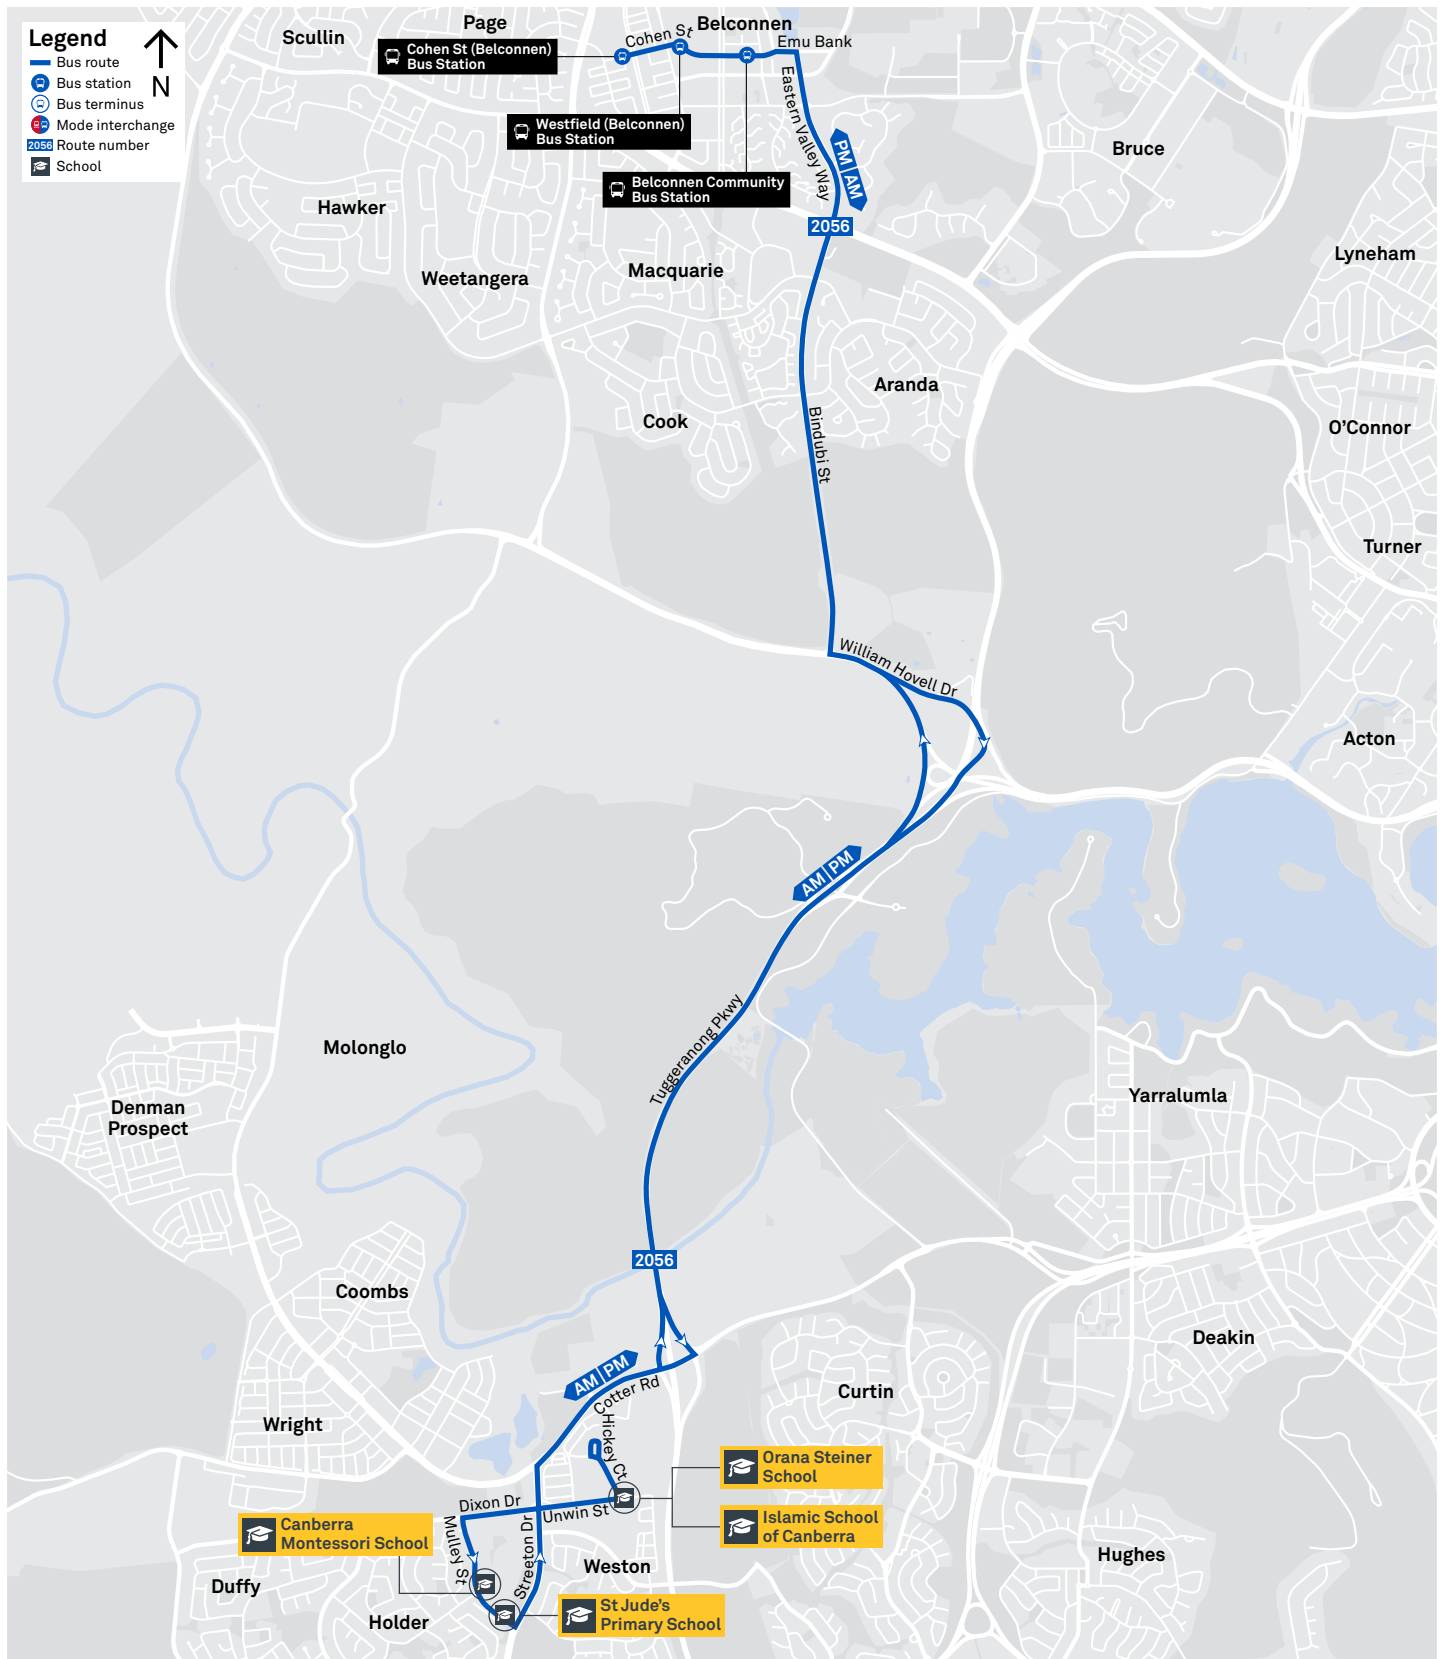 Legend
Bus route
Bus station
Bus terminus
Mode interchange
2056 Route number
School
N
Scullin
Page
Belconnen
Cohen St (Belconnen)
Bus Station
Cohen St
Emu Bank
Westfield (Belconnen)
Bus Station
Eastern Valley Way
PM AM
Bruce
Belconnen Community
Bus Station
Hawker
2056
Lyneham
Weetangera
Macquarie
Aranda
Cook
Bindubi St
O'Connor
Turner
William Hovell Dr
Acton
AM PM
Tuggeranong Pkwy
Molonglo
Denman
Prospect
Yarralumla
2056
Coombs
Deakin
AM PM
Cotter Rd
Curtin
Wright
Hickey Ct
Orana Steiner
School
Dixon Dr
Unwin St
Islamic School
of Canberra
Canberra
Montessori School
Mulley St
Streeton Dr
Weston
Hughes
Duffy
Holder
St Jude's
Primary School